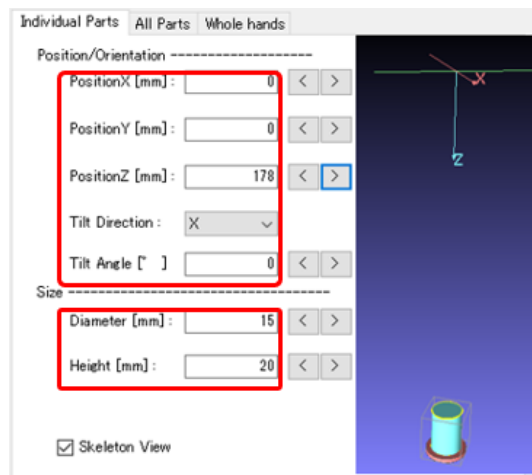 Individual Parts All Parts Whole hands
Position/Orientation --------------------
PositionX [mm] : 0 < >
PositionY [mm] : 0 < >
PositionZ [mm] : 178 < >
Tilt Direction : X
Tilt Angle [° ] 0 < >
Size --------------------------------------
Diameter [mm] : 15 < >
Height [mm] : 20 < >
Skeleton View
X
Z